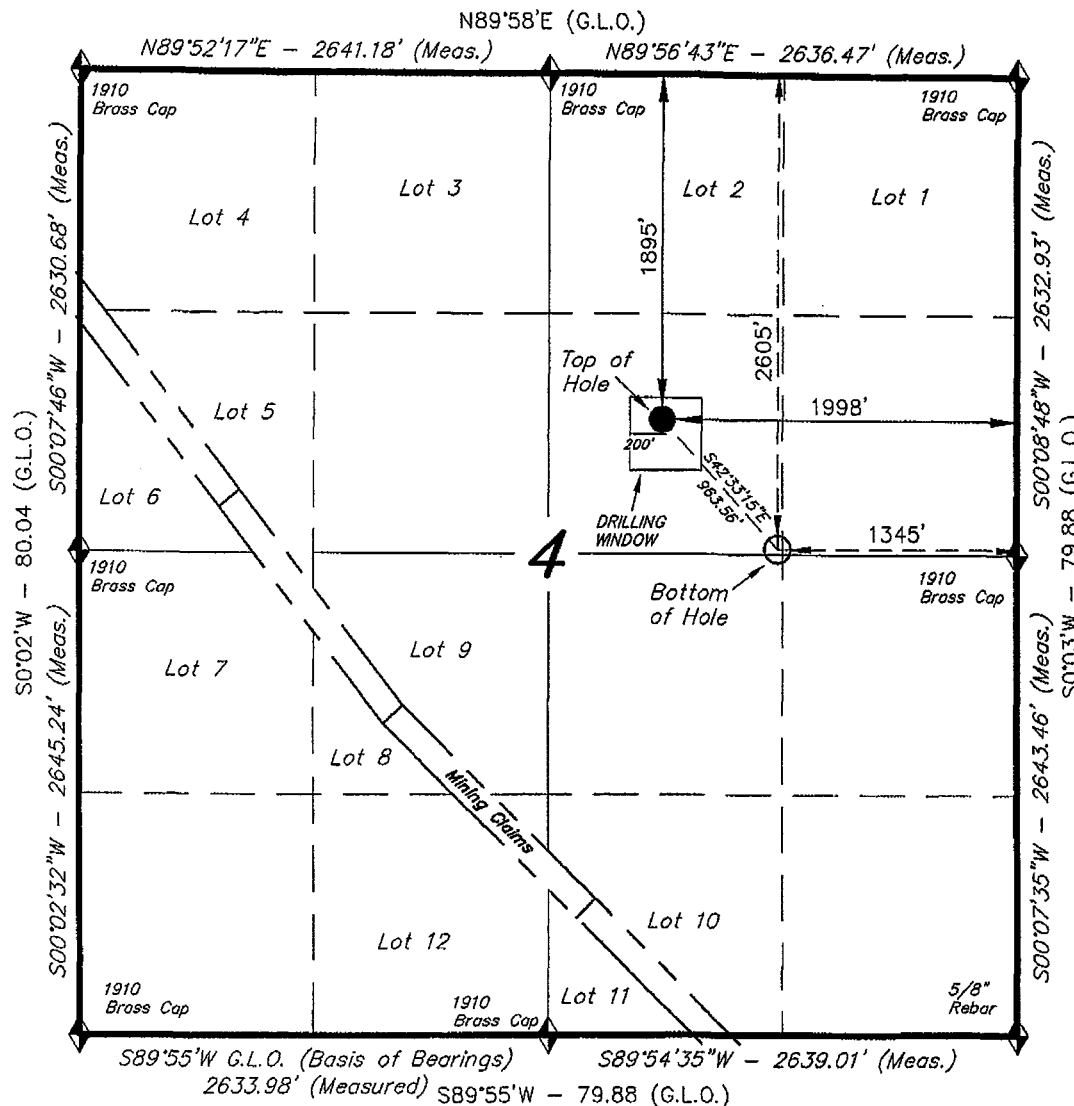 N89°58'E (G.L.O.)
N89°52'17"E – 2641.18' (Meas.)
N89°56'43"E – 2636.47' (Meas.)
1910
Brass Cap
1910
Brass Cap
1910
Brass Cap
Lot 4
Lot 3
Lot 2
Lot 1
S00°07'46"W – 2630.68' (Meas.)
S0°02'W – 80.04 (G.L.O.)
S00°08'48"W – 2632.93' (Meas.)
S0°03'W – 79.88 (G.L.O.)
1895'
2605'
Top of
Hole
1998'
200'
S42°33'15"E
963.56'
DRILLING
WINDOW
Lot 5
Lot 6
4
1345'
1910
Brass Cap
Bottom
of Hole
1910
Brass Cap
Lot 7
Lot 9
Lot 8
Mining Claims
S00°02'32"W – 2645.24' (Meas.)
S00°07'35"W – 2643.46' (Meas.)
Lot 10
Lot 12
Lot 11
1910
Brass Cap
1910
Brass Cap
5/8"
Rebar
S89°55'W G.L.O. (Basis of Bearings)
2633.98' (Measured)
S89°54'35"W – 2639.01' (Meas.)
S89°55'W – 79.88 (G.L.O.)